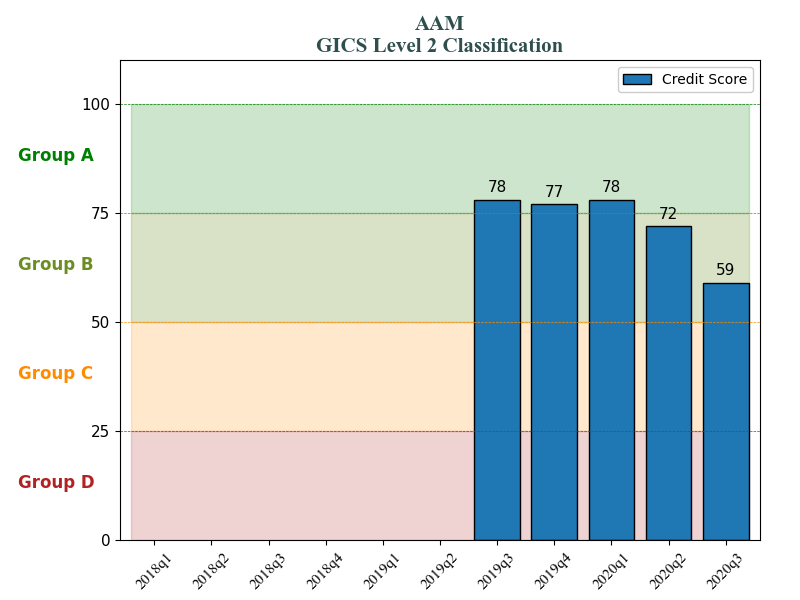 AAM
GICS Level 2 Classification
Credit Score
100
Group A
78
77
78
75
72
Group B
59
50
Group C
25
Group D
0
2018q1 2018q2 2018q3 2018q4 2019q1 2019q2 2019q3 2019q4 2020q1 2020q2 2020q3